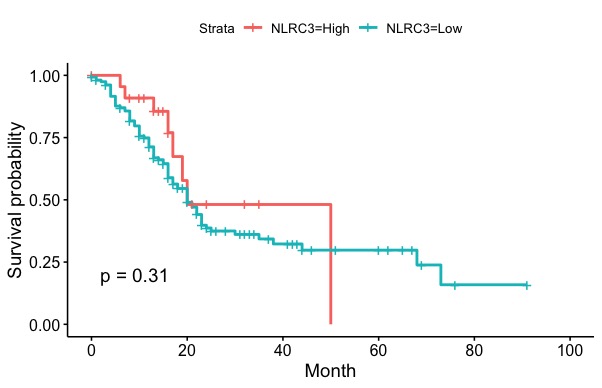 Strata NLRC3=High NLRC3=Low
Survival probability
1.00
0.75
0.50
0.25
0.00
p = 0.31
0 20 40 60 80 100
Month